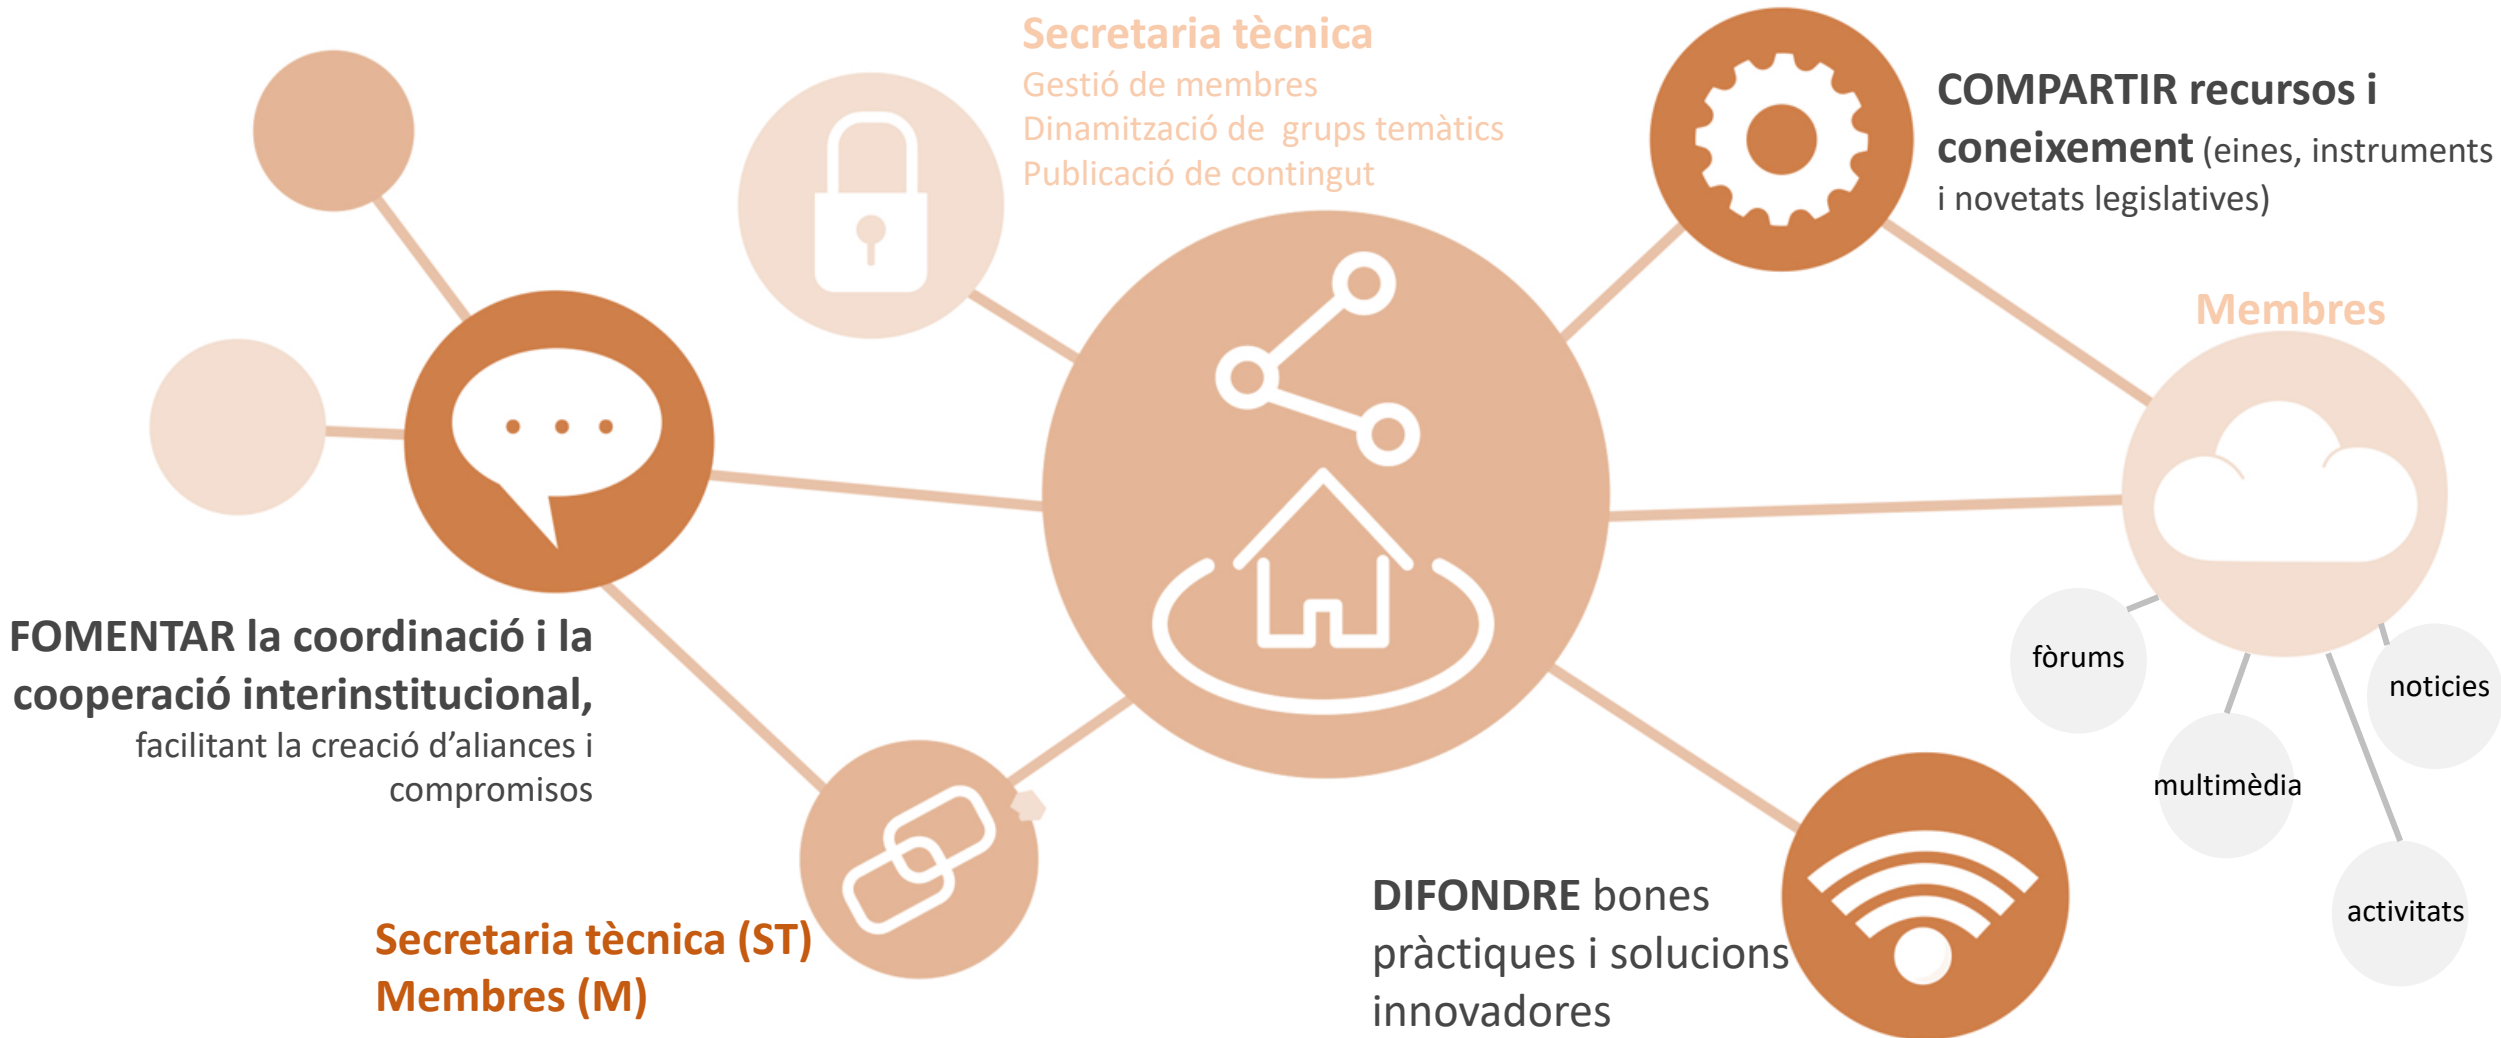 Secretaria tècnica
Gestió de membres
Dinamització de  grups temàtics
Publicació de contingut
COMPARTIR recursos i
coneixement (eines, instruments
i novetats legislatives)
Membres
fòrums
noticies
multimèdia
activitats
FOMENTAR la coordinació i la
cooperació interinstitucional,
facilitant la creació d’aliances i
compromisos
Secretaria tècnica (ST)
Membres (M)
DIFONDRE bones
pràctiques i solucions
innovadores